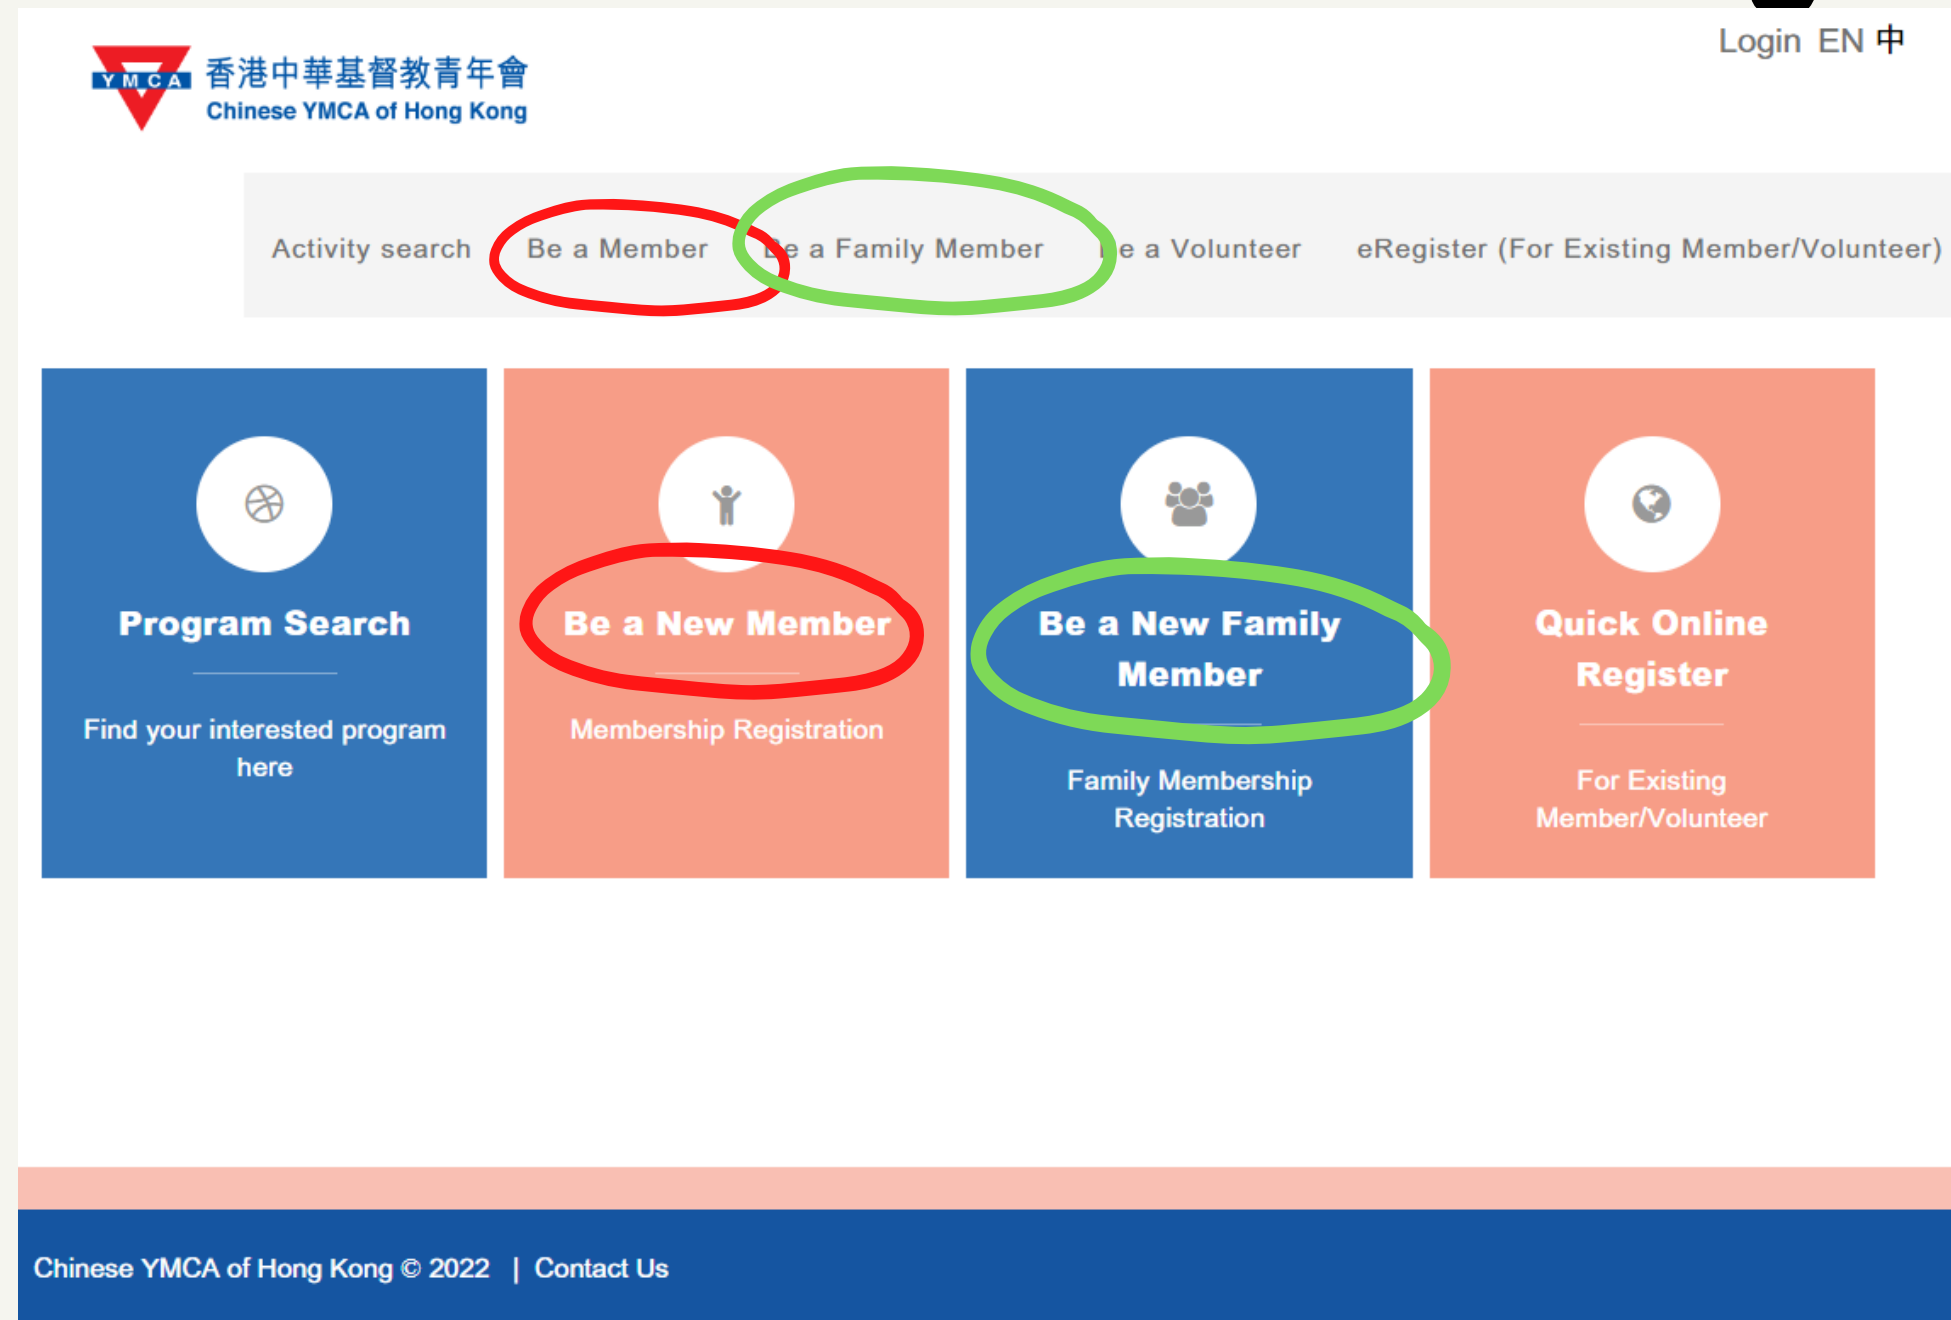 Login EN 中
YMCA
香港中華基督教青年會
Chinese YMCA of Hong Kong
Activity search Be a Member Be a Family Member Be a Volunteer eRegister (For Existing Member/Volunteer)
Program Search
Find your interested program
here
Be a New Member
Membership Registration
Be a New Family
Member
Family Membership
Registration
Quick Online
Register
For Existing
Member/Volunteer
Chinese YMCA of Hong Kong © 2022 | Contact Us